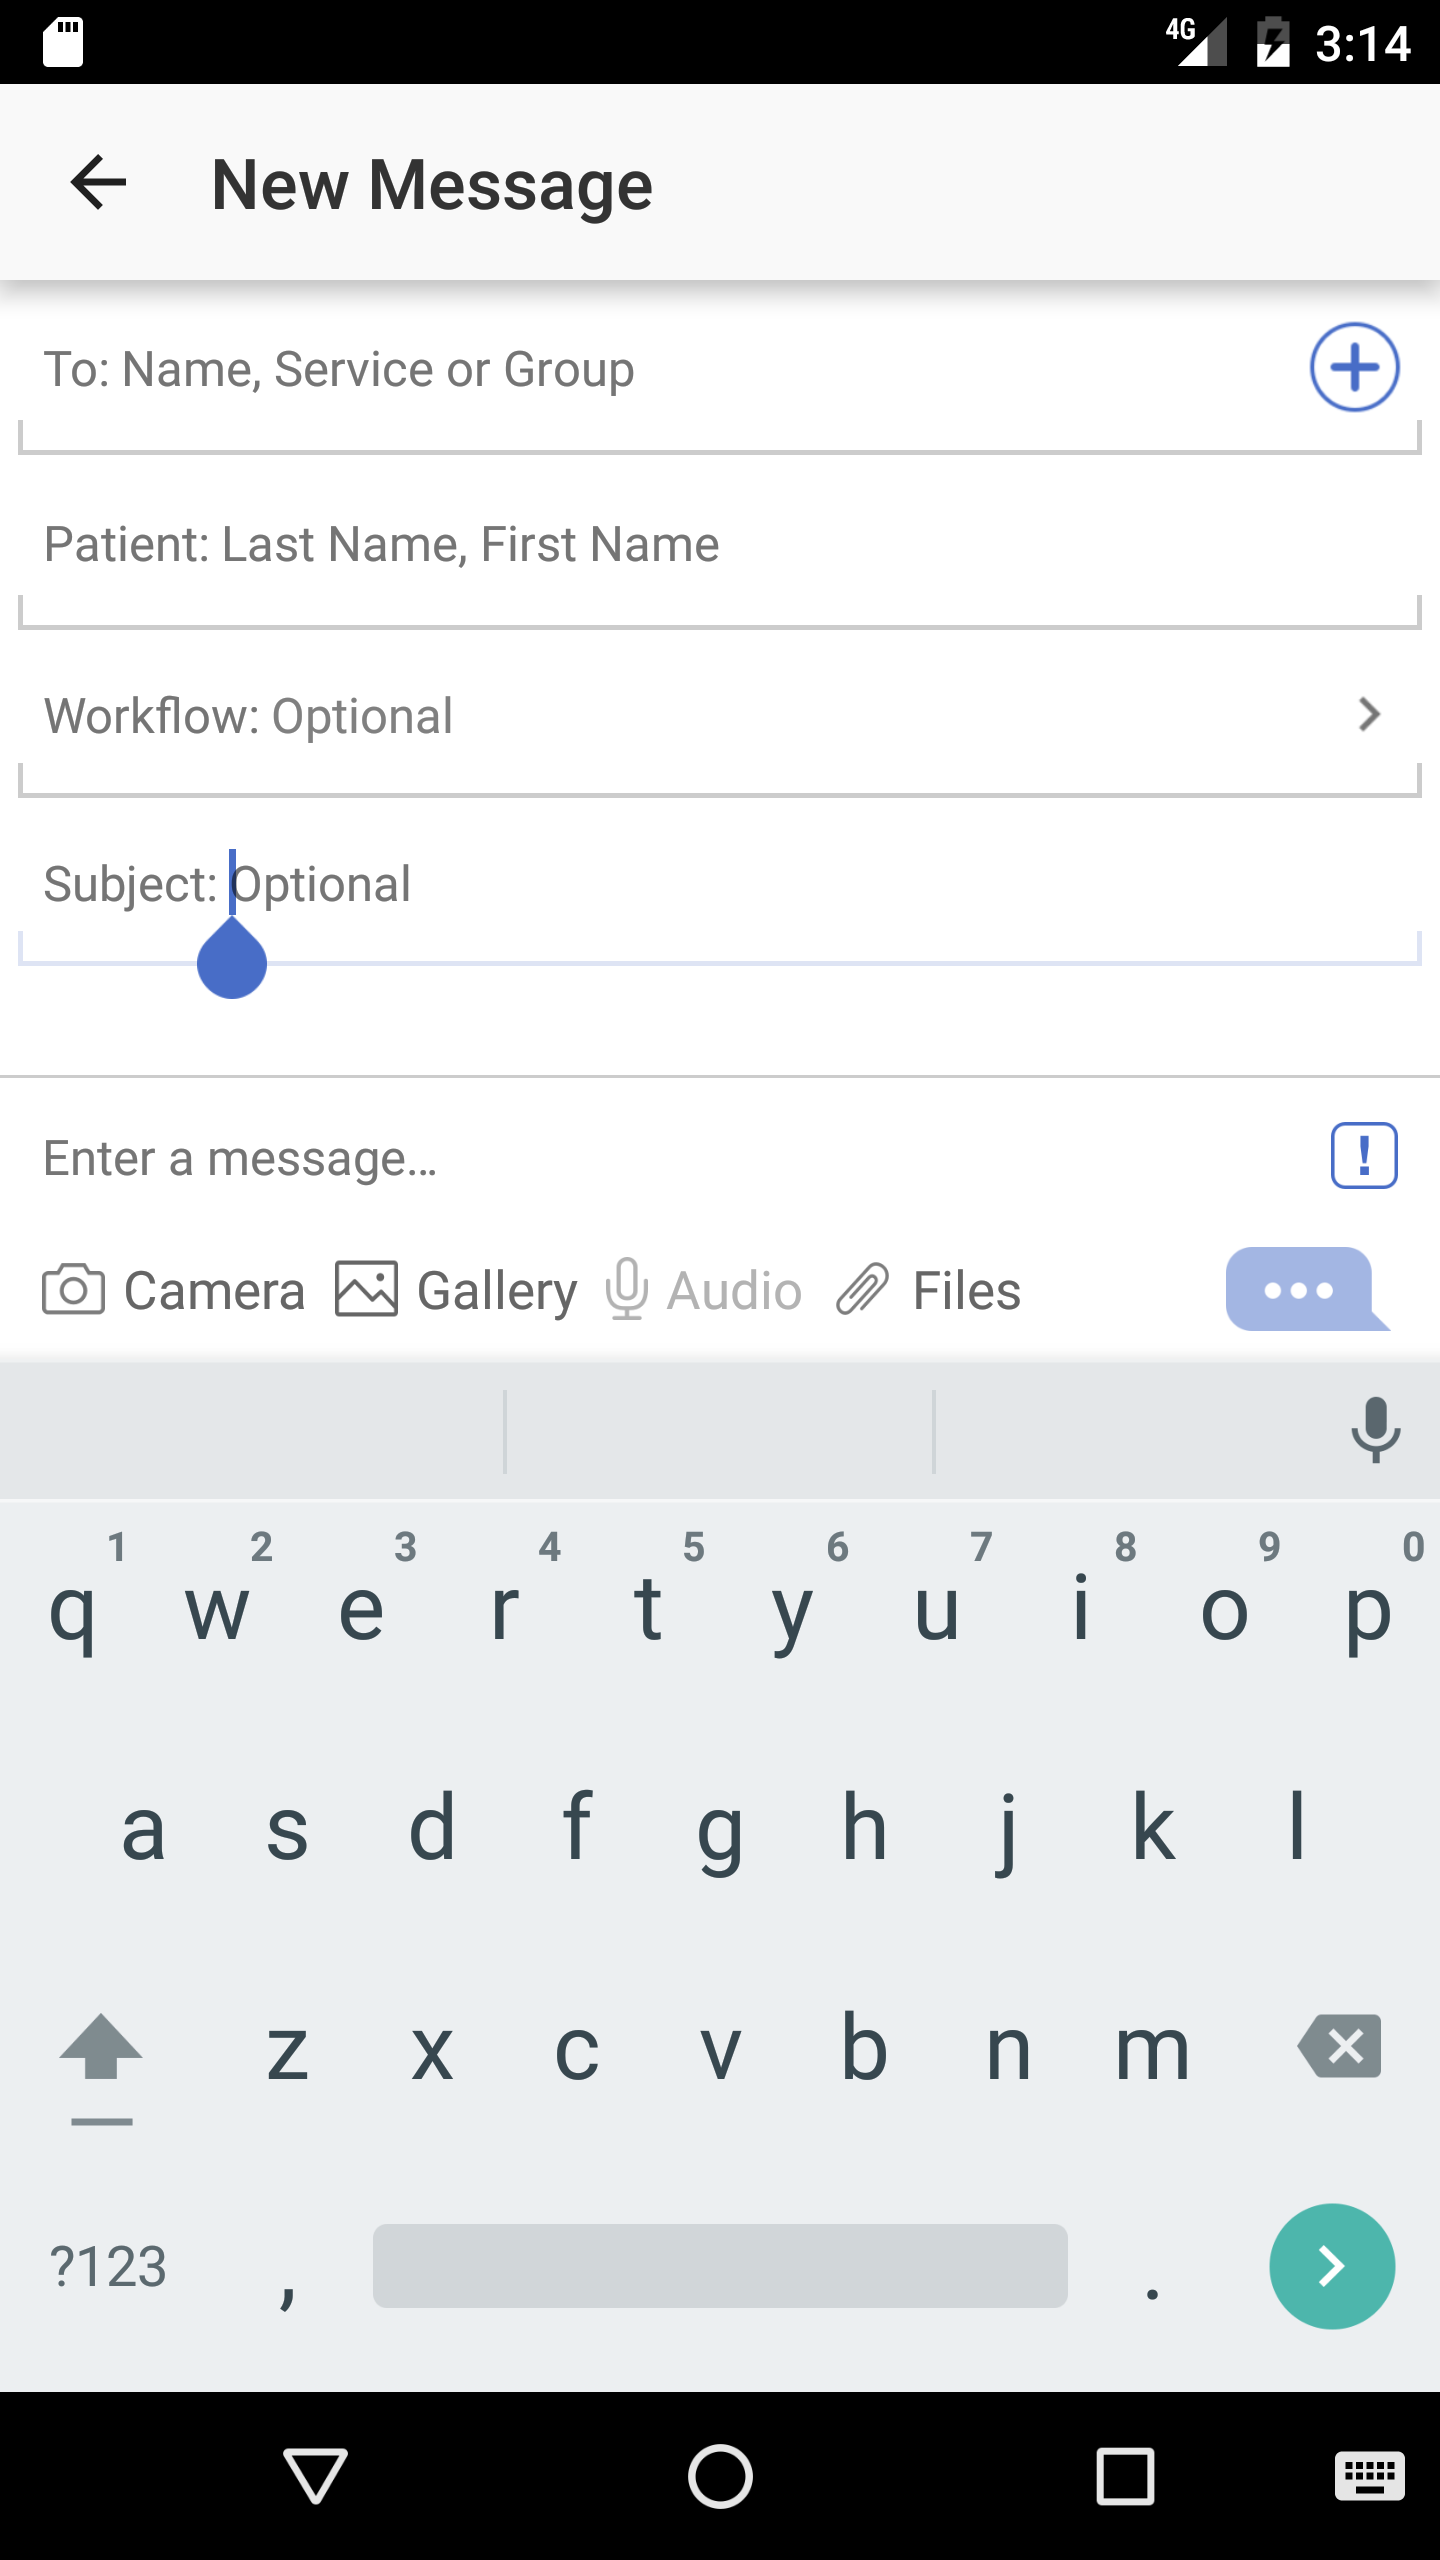 4G 3:14
New Message
To: Name, Service or Group
Patient: Last Name, First Name
Workflow: Optional
Subject: Optional
Enter a message...
!
Camera Gallery Audio Files
1 2 3 4 5 6 7 8 9 0
q w e r t y u i o p
a s d f g h j k l
z x c v b n m
?123 , .